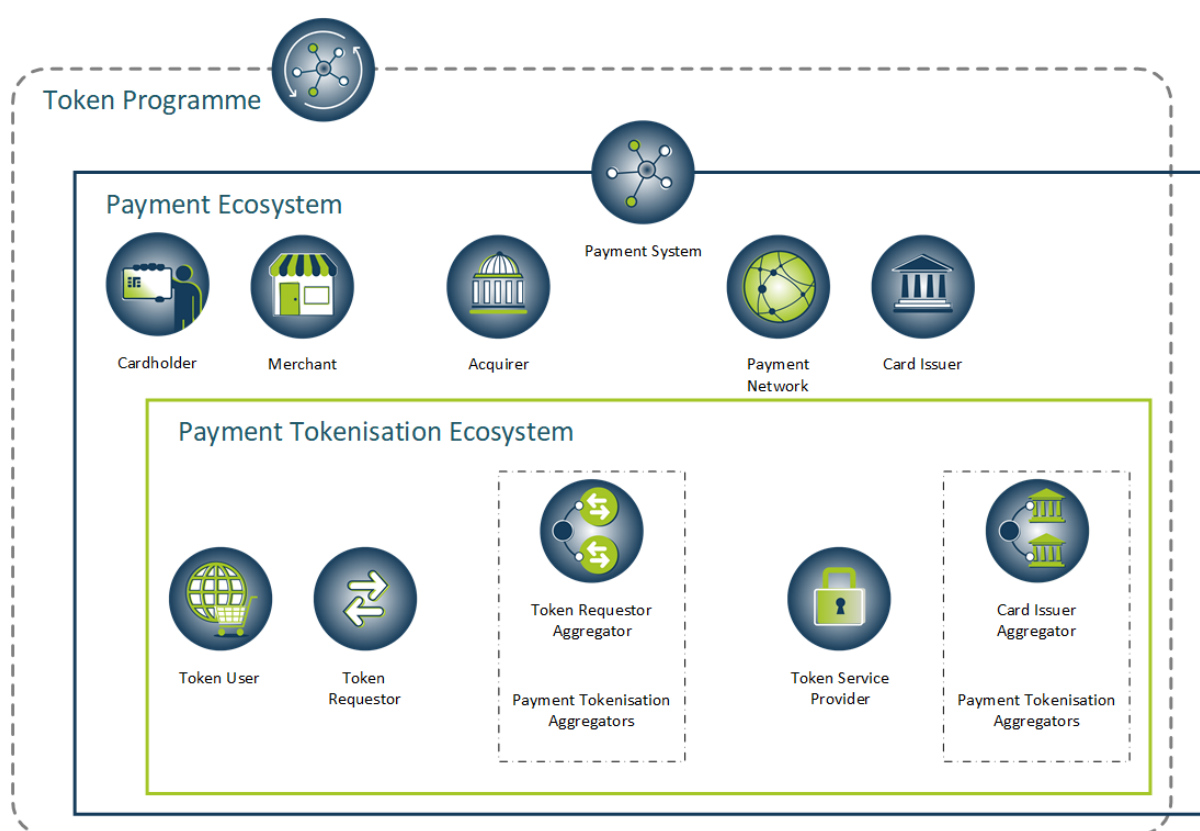 Token Programme
Payment Ecosystem
Payment System
Cardholder
Merchant
Acquirer
Payment
Network
Card Issuer
Payment Tokenisation Ecosystem
Token User
Token
Requestor
Token Requestor
Aggregator
Payment Tokenisation
Aggregators
Token Service
Provider
Card Issuer
Aggregator
Payment Tokenisation
Aggregators